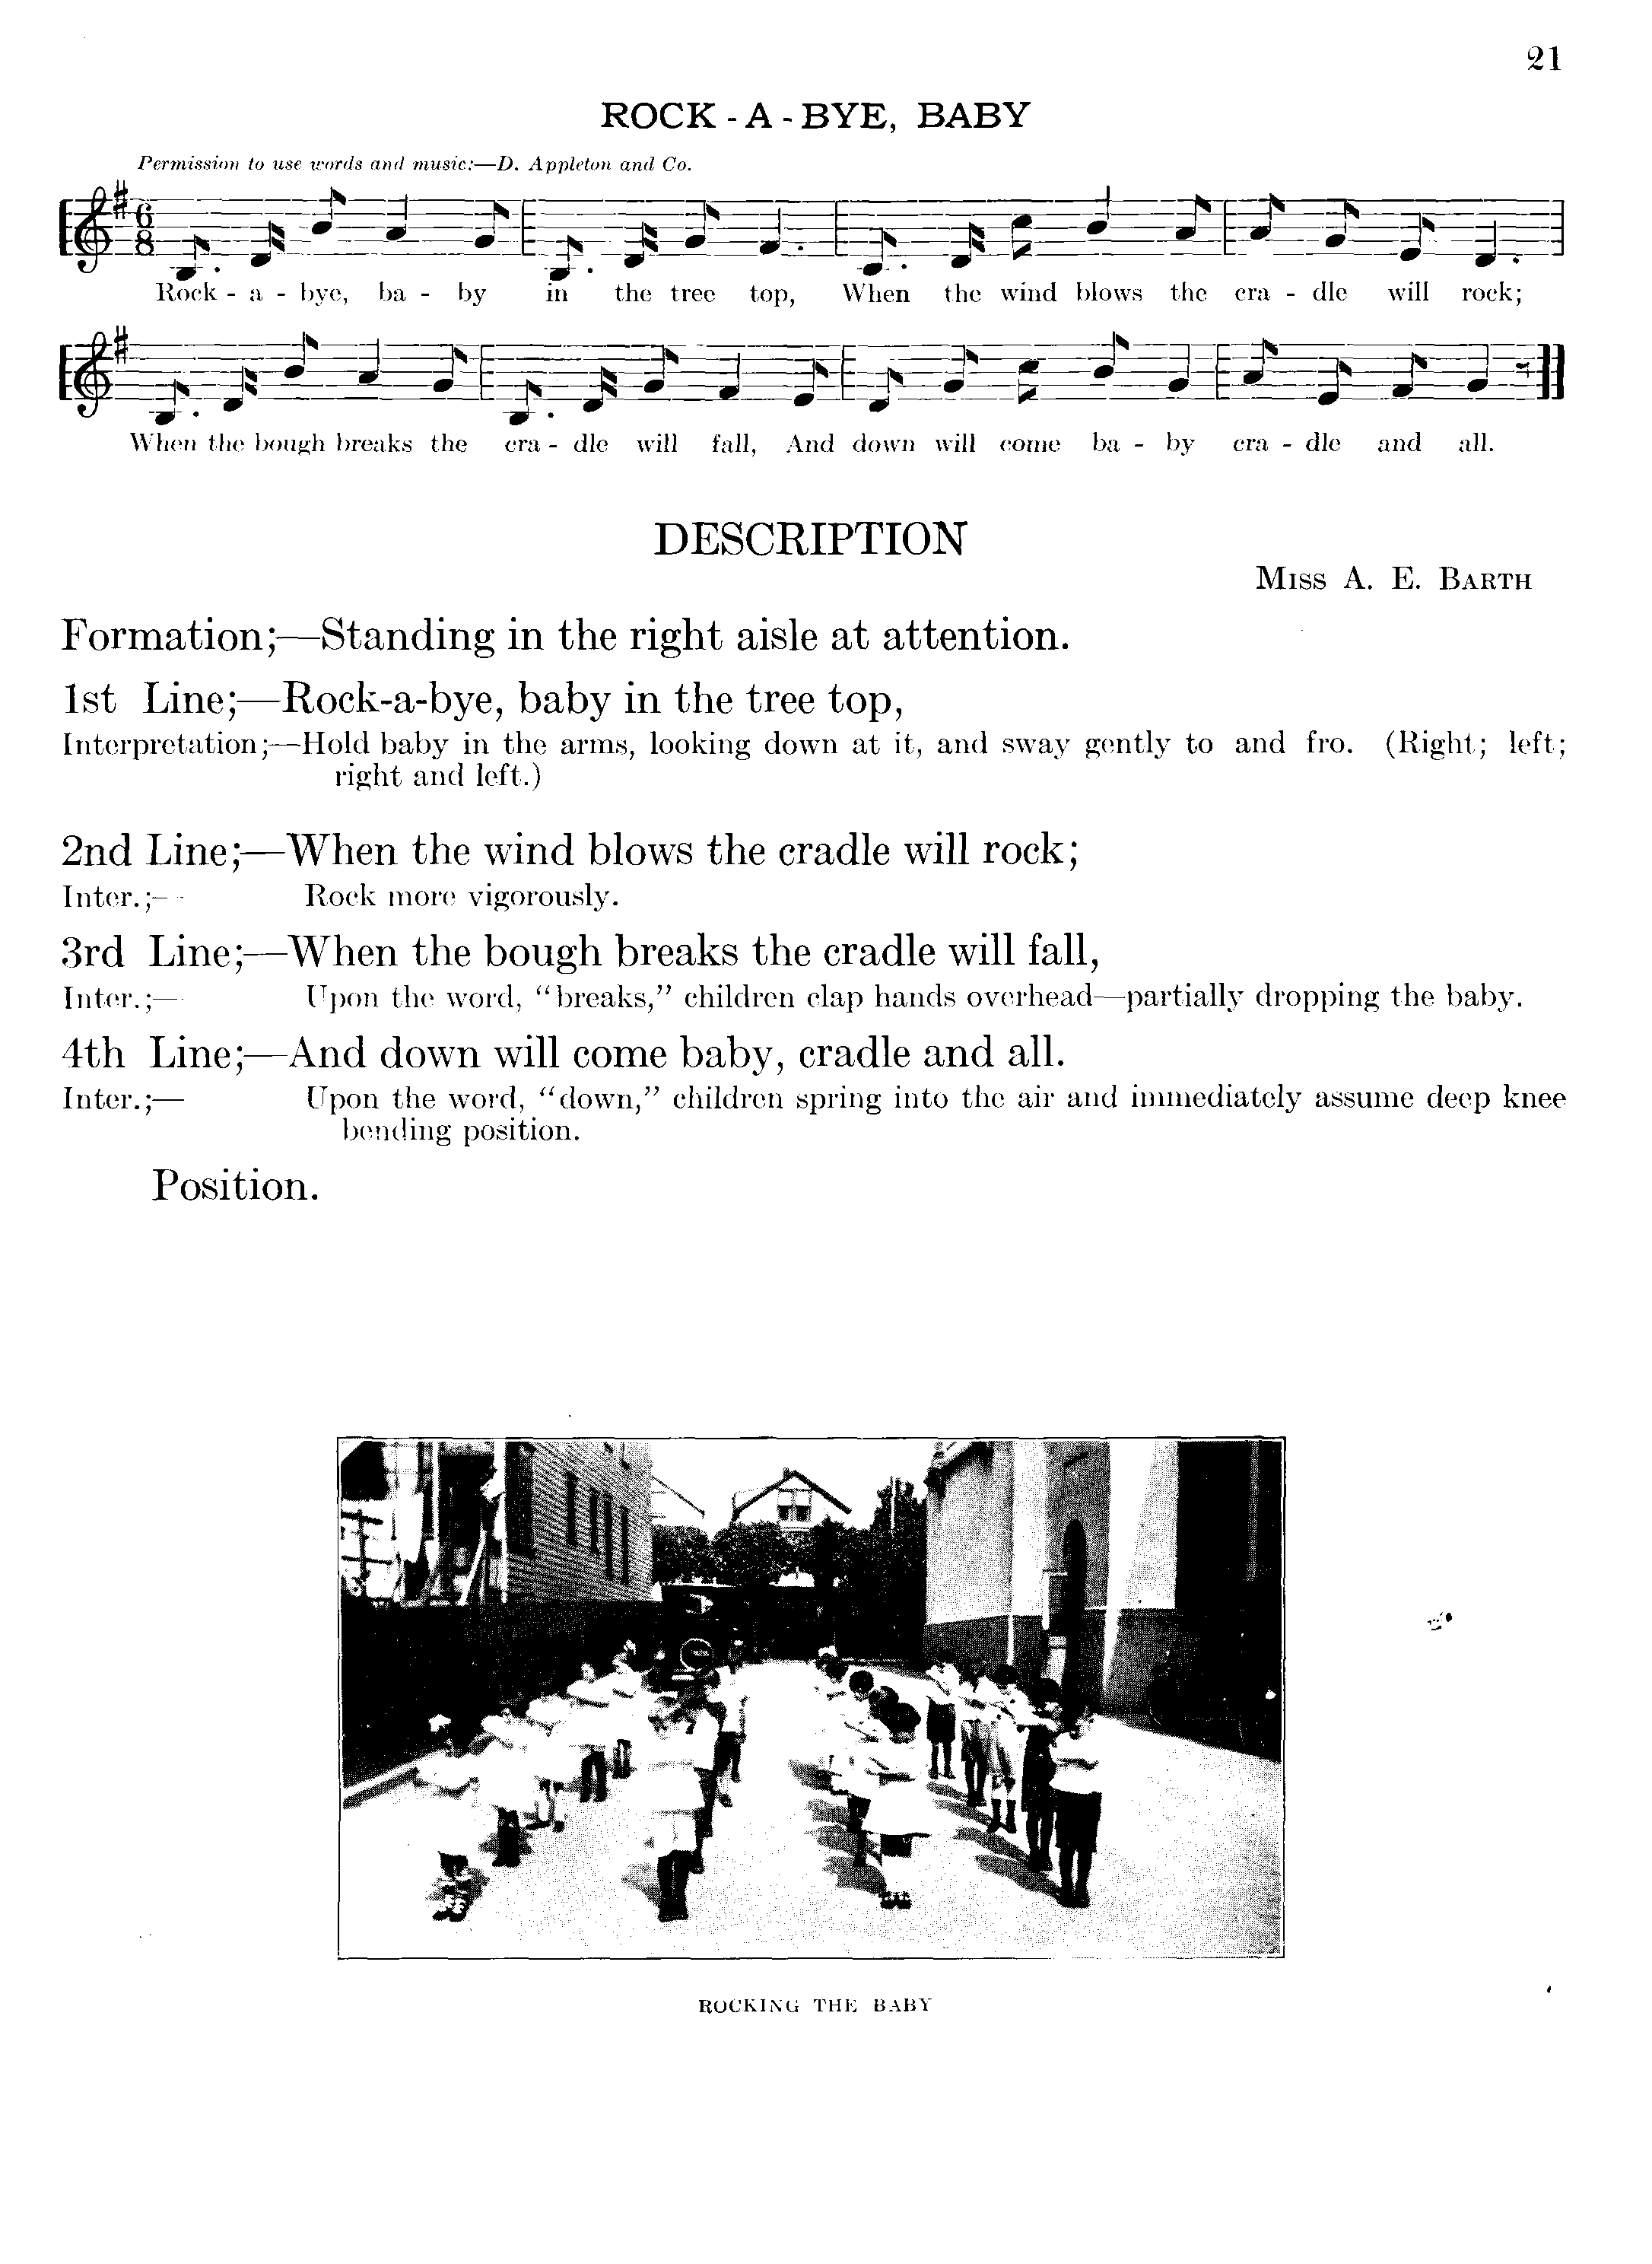 21
ROCK - A - BYE, BABY
Permission to use words and music:—D. Appleton and Co.
6
8
Rock - a - bye, ba - by in the tree top, When the wind blows the cra - dle will rock;
When the bough breaks the cra - dle will fall, And down will come ba - by cra - dle and all.
DESCRIPTION
MISS A. E. BARTH
Formation;—Standing in the right aisle at attention.
1st Line;—Rock-a-bye, baby in the tree top,
Interpretation;—Hold baby in the arms, looking down at it, and sway gently to and fro. (Right; left;
right and left.)
2nd Line;—When the wind blows the cradle will rock;
Inter.;— Rock more vigorously.
3rd Line;—When the bough breaks the cradle will fall,
Inter.;— Upon the word, “breaks,” children clap hands overhead—partially dropping the baby.
4th Line;—And down will come baby, cradle and all.
Inter.;— Upon the word, “down,” children spring into the air and immediately assume deep knee
bending position.
Position.
ROCKING THE BABY